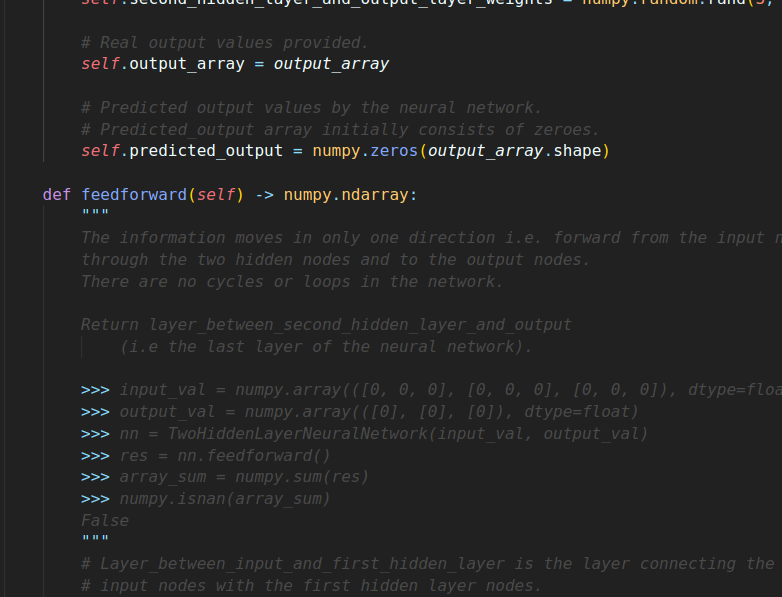 self.second_hidden_layer_and_output_layer_weights = numpy.random.rand(3,
# Real output values provided.
self.output_array = output_array
# Predicted output values by the neural network.
# Predicted_output array initially consists of zeroes.
self.predicted_output = numpy.zeros(output_array.shape)
def feedforward(self) -> numpy.ndarray:
"""
The information moves in only one direction i.e. forward from the input n
through the two hidden nodes and to the output nodes.
There are no cycles or loops in the network.
Return layer_between_second_hidden_layer_and_output
(i.e the last layer of the neural network).
>>> input_val = numpy.array(([0, 0, 0], [0, 0, 0], [0, 0, 0]), dtype=floa
>>> output_val = numpy.array(([0], [0], [0]), dtype=float)
>>> nn = TwoHiddenLayerNeuralNetwork(input_val, output_val)
>>> res = nn.feedforward()
>>> array_sum = numpy.sum(res)
>>> numpy.isnan(array_sum)
False
"""
# Layer_between_input_and_first_hidden_layer is the layer connecting the
# input nodes with the first hidden layer nodes.